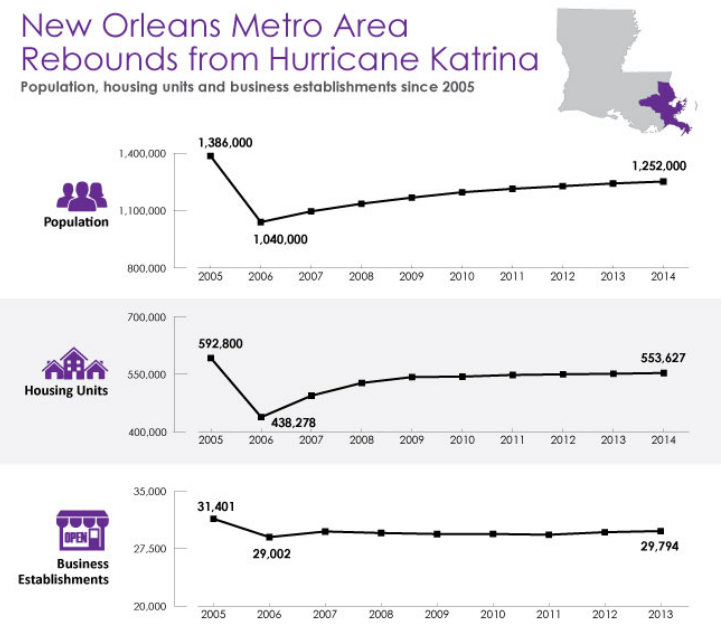 New Orleans Metro Area
Rebounds from Hurricane Katrina
Population, housing units and business establishments since 2005
1,386,000
1,400,000
1,252,000
Population
1,100,000
1,040,000
800,000
2005 2006 2007 2008 2009 2010 2011 2012 2013 2014
700,000
592,800
553,627
550,000
Housing Units
438,278
400,000
2005 2006 2007 2008 2009 2010 2011 2012 2013 2014
35,000
31,401
OPEN
27,500
29,002
29,794
Business
Establishments
20,000
2005 2006 2007 2008 2009 2010 2011 2012 2013